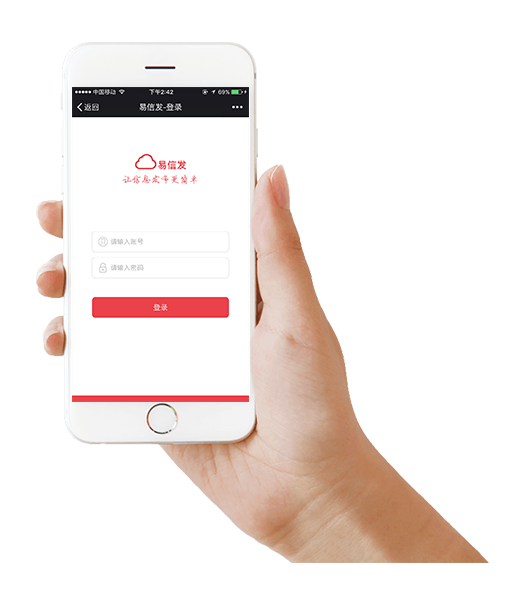 中国移动 下午2:42 69%
返回 易信发-登录
易信发
让信息发布更简单
请输入账号
请输入密码
登录